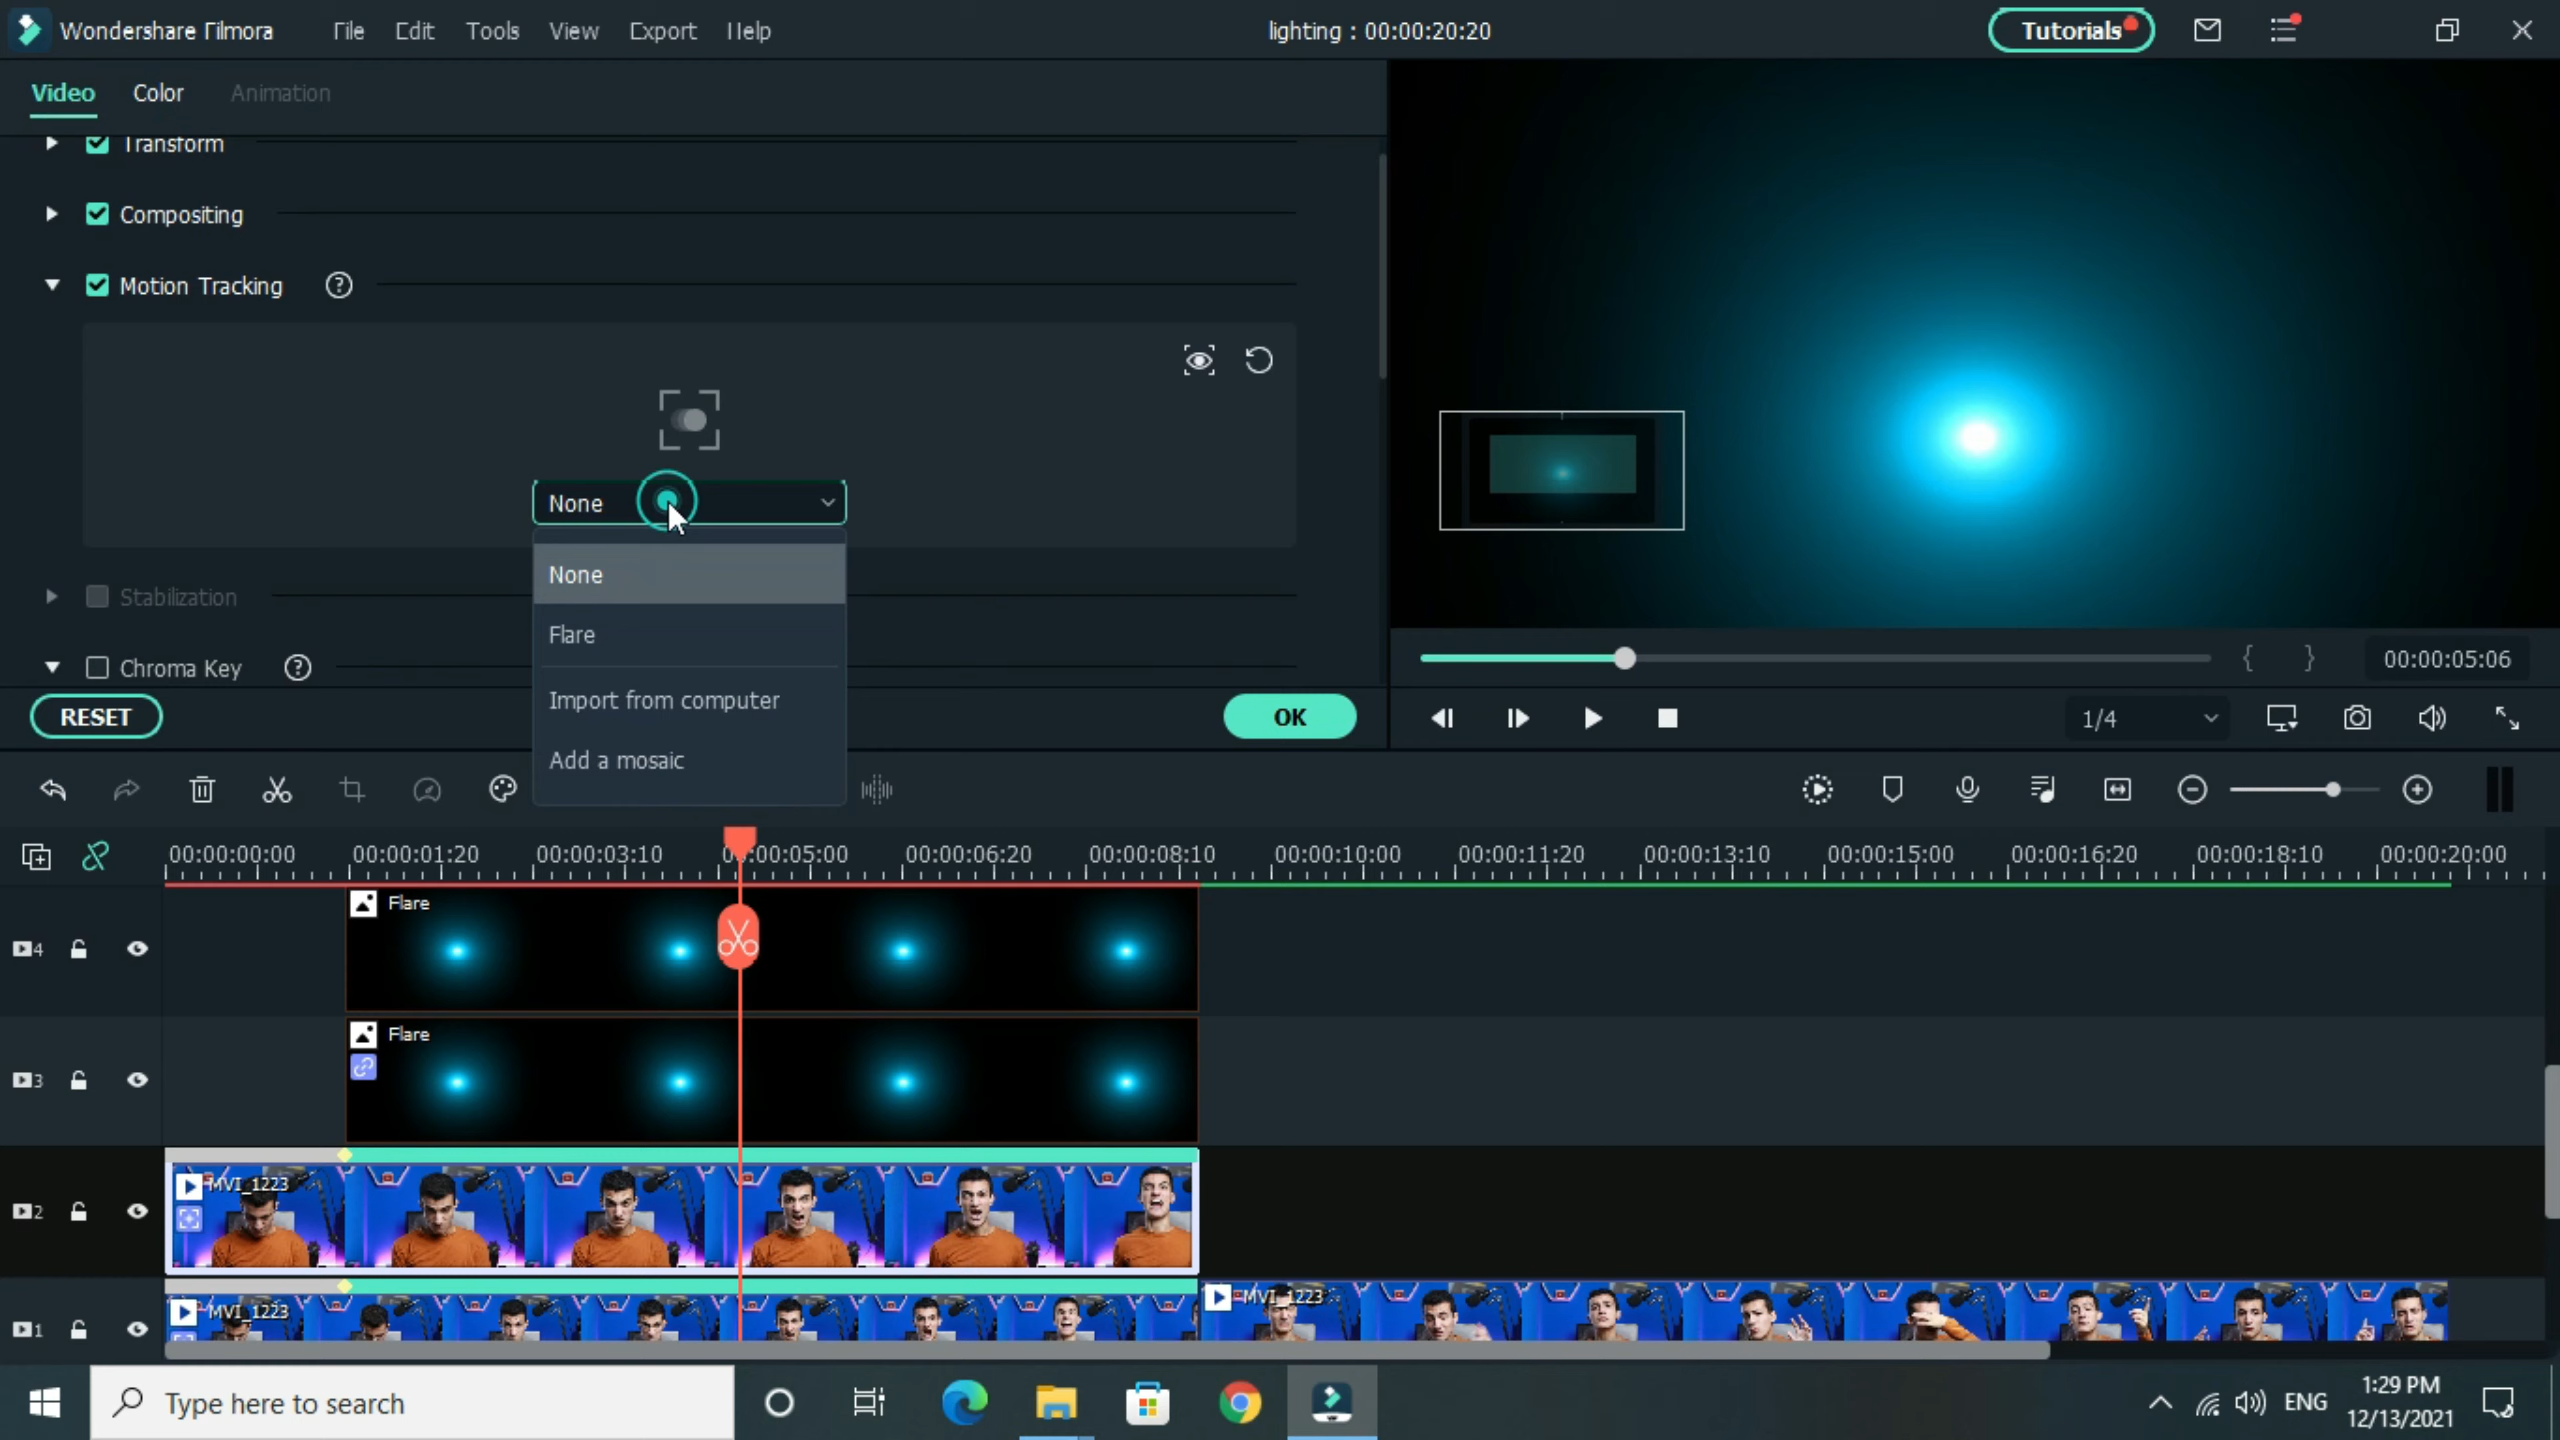 Wondershare Filmora File Edit Tools View Export Help lighting : 00:00:20:20 Tutorials
Video Color Animation
Transform
Compositing
Motion Tracking
None
None
Stabilization
Flare
Chroma Key
00:00:05:06
Import from computer
RESET OK 1/4
Add a mosaic
00:00:00:00 00:00:01:20 00:00:03:10 00:00:05:00 00:00:06:20 00:00:08:10 00:00:10:00 00:00:11:20 00:00:13:10 00:00:15:00 00:00:16:20 00:00:18:10 00:00:20:00
Flare
4
Flare
3
MVI_1223
2
MVI_1223 MVI_1223
1
Type here to search ENG 1:29 PM
12/13/2021